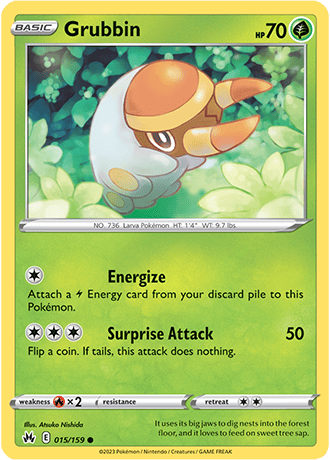 BASIC Grubbin HP70
NO. 736 Larva Pokémon HT: 1'4" WT: 9.7 lbs.
Energize
Attach a Energy card from your discard pile to this
Pokémon.
Surprise Attack 50
Flip a coin. If tails, this attack does nothing.
weakness ×2 resistance retreat
Illus. Atsuko Nishida
E 015/159
It uses its big jaws to dig nests into the forest
floor, and it loves to feed on sweet tree sap.
©2023 Pokémon / Nintendo / Creatures / GAME FREAK